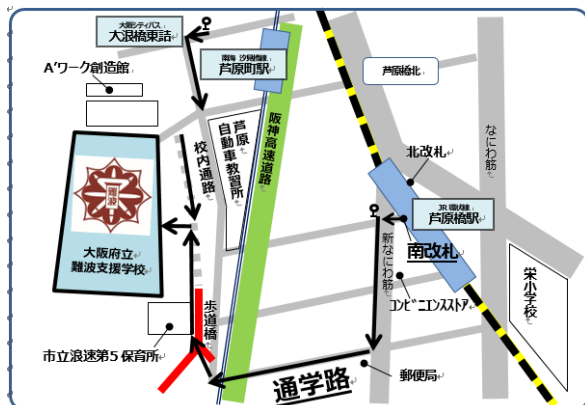 大阪シティバス
大浪橋東詰
A'ワーク創造館
南海 汐見橋線
芦原町駅
芦原橋北
芦原
自動車教習所
阪神高速道路
校内通路
なにわ筋
北改札
JR 環状線
芦原橋駅
南改札
新なにわ筋
難波
大阪府立
難波支援学校
コンビニエンスストア
栄小学校
歩道橋
市立浪速第5保育所
通学路
郵便局